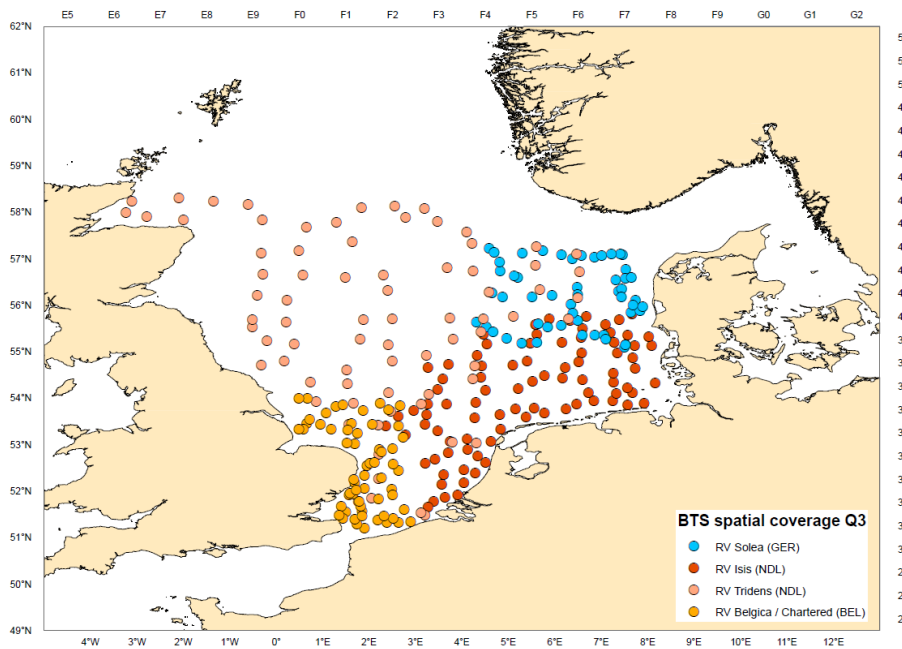 E5 E6 E7 E8 E9 F0 F1 F2 F3 F4 F5 F6 F7 F8 F9 G0 G1 G2
62°N
61°N
60°N
59°N
58°N
57°N
56°N
55°N
54°N
53°N
52°N
51°N
50°N
49°N
BTS spatial coverage Q3
RV Solea (GER)
RV Isis (NDL)
RV Tridens (NDL)
RV Belgica / Chartered (BEL)
4°W 3°W 2°W 1°W 0° 1°E 2°E 3°E 4°E 5°E 6°E 7°E 8°E 9°E 10°E 11°E 12°E